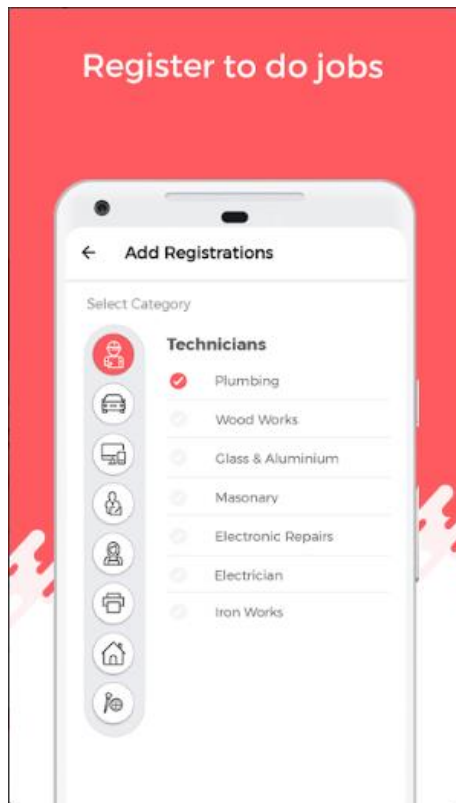 Register to do jobs
Add Registrations
Select Category
Technicians
Plumbing
Wood Works
Glass & Aluminium
Masonary
Electronic Repairs
Electrician
Iron Works